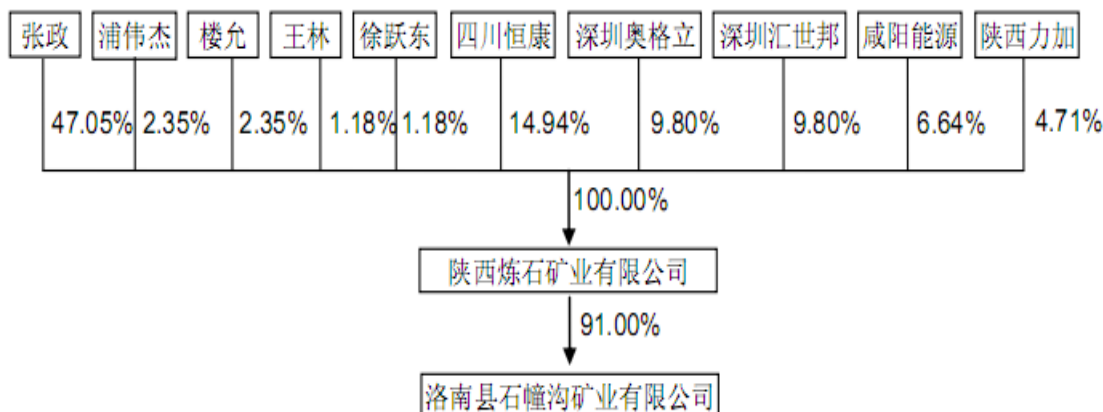 张政 浦伟杰 楼允 王林 徐跃东 四川恒康 深圳奥格立 深圳汇世邦 咸阳能源 陕西力加
47.05% 2.35% 2.35% 1.18% 1.18% 14.94% 9.80% 9.80% 6.64% 4.71%
100.00%
陕西炼石矿业有限公司
91.00%
洛南县石幢沟矿业有限公司